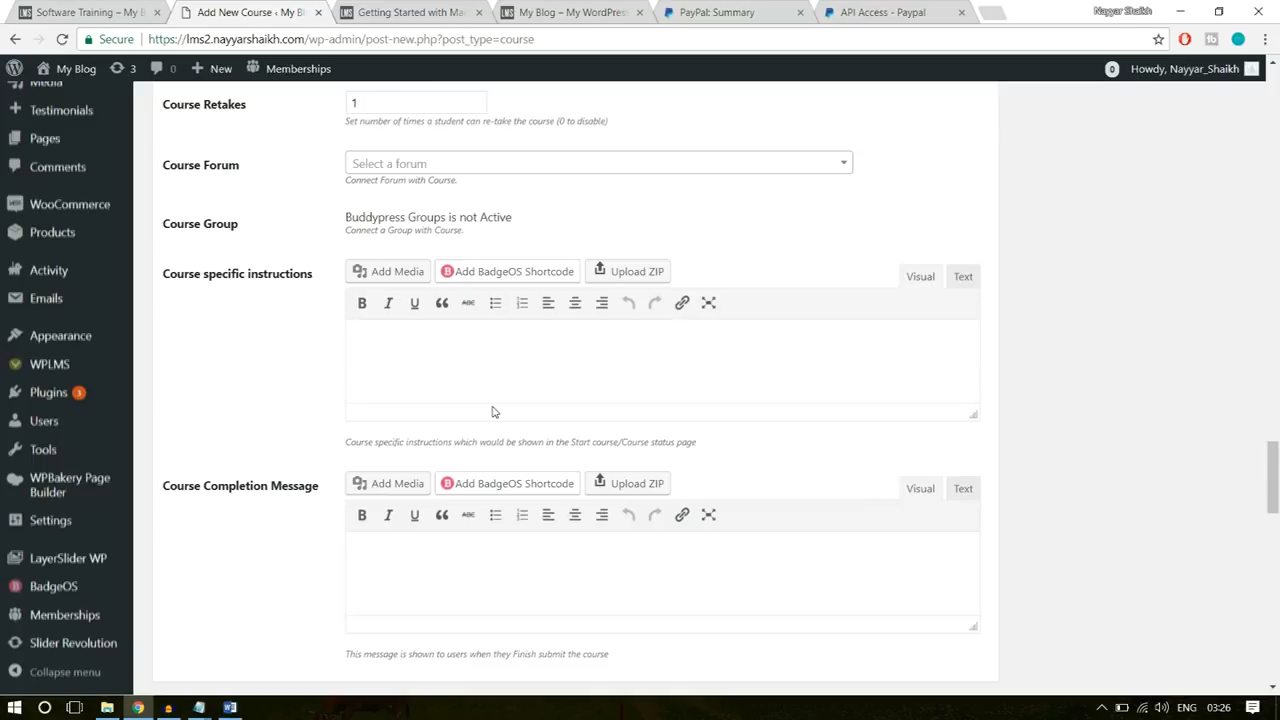 Software Training – My B
Add New Course ‹ My Bl
Getting Started with Ma
My Blog – My WordPres
PayPal: Summary
API Access - Paypal
Nayyar Shaikh
Secure
https://lms2.nayyarshaikh.com/wp-admin/post-new.php?post_type=course
My Blog
3
0
New
Memberships
0
Howdy, Nayyar_Shaikh
Media
Testimonials
Pages
Comments
WooCommerce
Products
Activity
Emails
Appearance
WPLMS
Plugins 3
Users
Tools
WPBakery Page
Builder
Settings
LayerSlider WP
BadgeOS
Memberships
Slider Revolution
Collapse menu
Course Retakes
1
Set number of times a student can re-take the course (0 to disable)
Course Forum
Select a forum
Connect Forum with Course.
Course Group
Buddypress Groups is not Active
Connect a Group with Course.
Course specific instructions
Add Media
Add BadgeOS Shortcode
Upload ZIP
Visual
Text
Course specific instructions which would be shown in the Start course/Course status page
Course Completion Message
Add Media
Add BadgeOS Shortcode
Upload ZIP
Visual
Text
This message is shown to users when they Finish submit the course
ENG
03:26